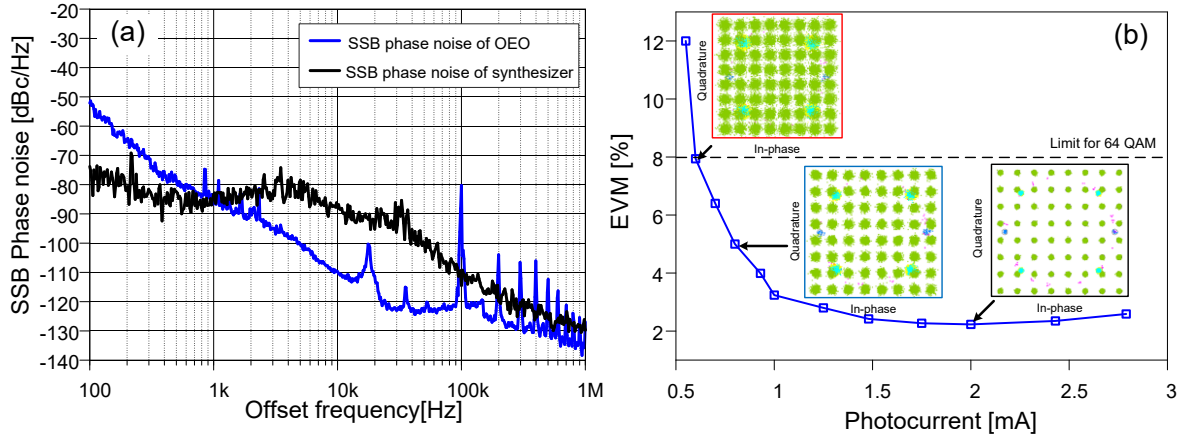 (a)
SSB phase noise of OEO
SSB phase noise of synthesizer
SSB Phase noise [dBc/Hz]
-20
-30
-40
-50
-60
-70
-80
-90
-100
-110
-120
-130
-140
100
1k
10k
100k
1M
Offset frequency[Hz]
(b)
EVM [%]
12
10
8
6
4
2
Quadrature
In-phase
Limit for 64 QAM
Quadrature
In-phase
Quadrature
In-phase
0.5
1
1.5
2
2.5
3
Photocurrent [mA]